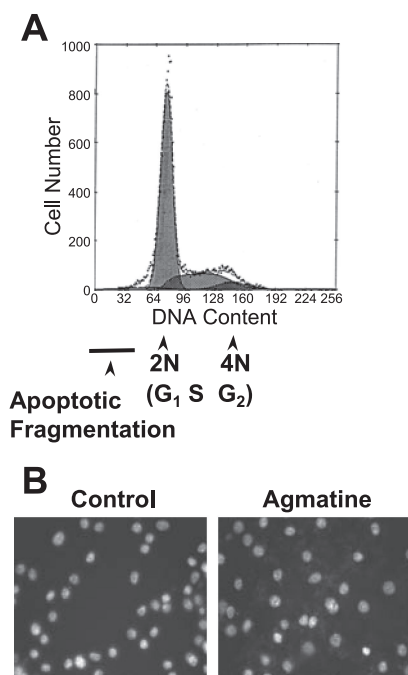 A
1000
800
600
400
200
0
Cell Number
0 32 64 96 128 160 192 224 256
DNA Content
2N 4N
(G₁ S G₂)
Apoptotic
Fragmentation
B
Control Agmatine